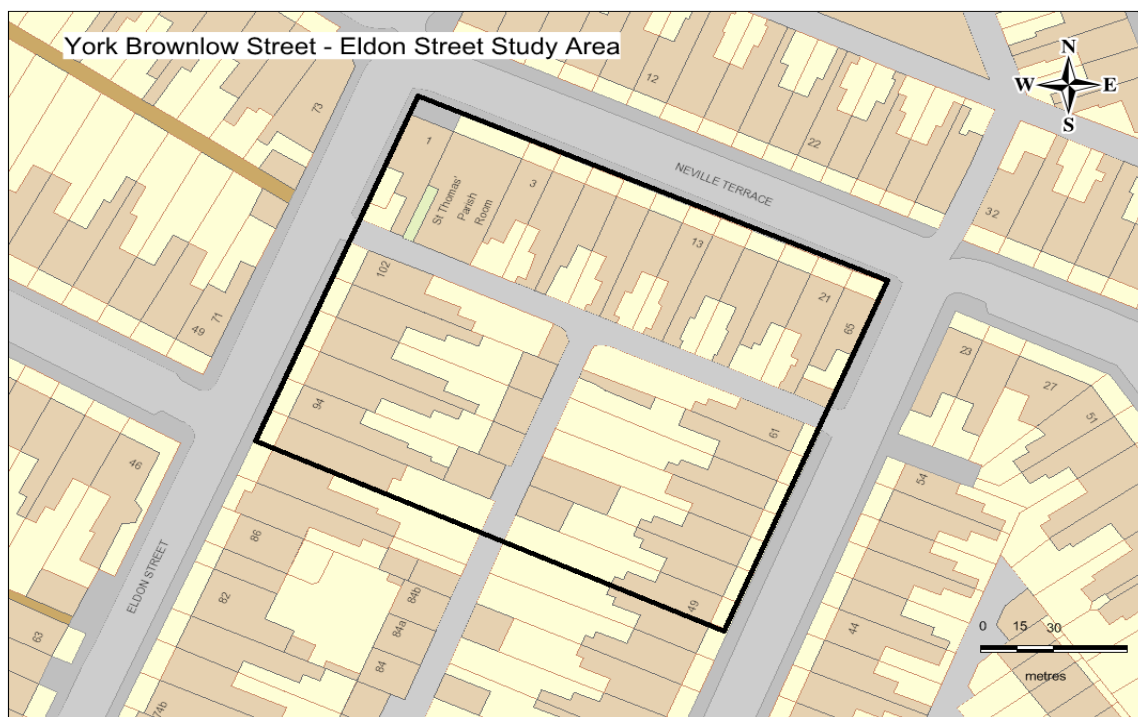 York Brownlow Street - Eldon Street Study Area
N
W E
S
73
12
22
32
NEVILLE TERRACE
1
St Thomas'
Parish
Room
3
13
21
65
102
71
49
94
61
23
27
51
46
54
86
82
84b
84a
84
49
44
ELDON STREET
63
74b
0 15 30
metres